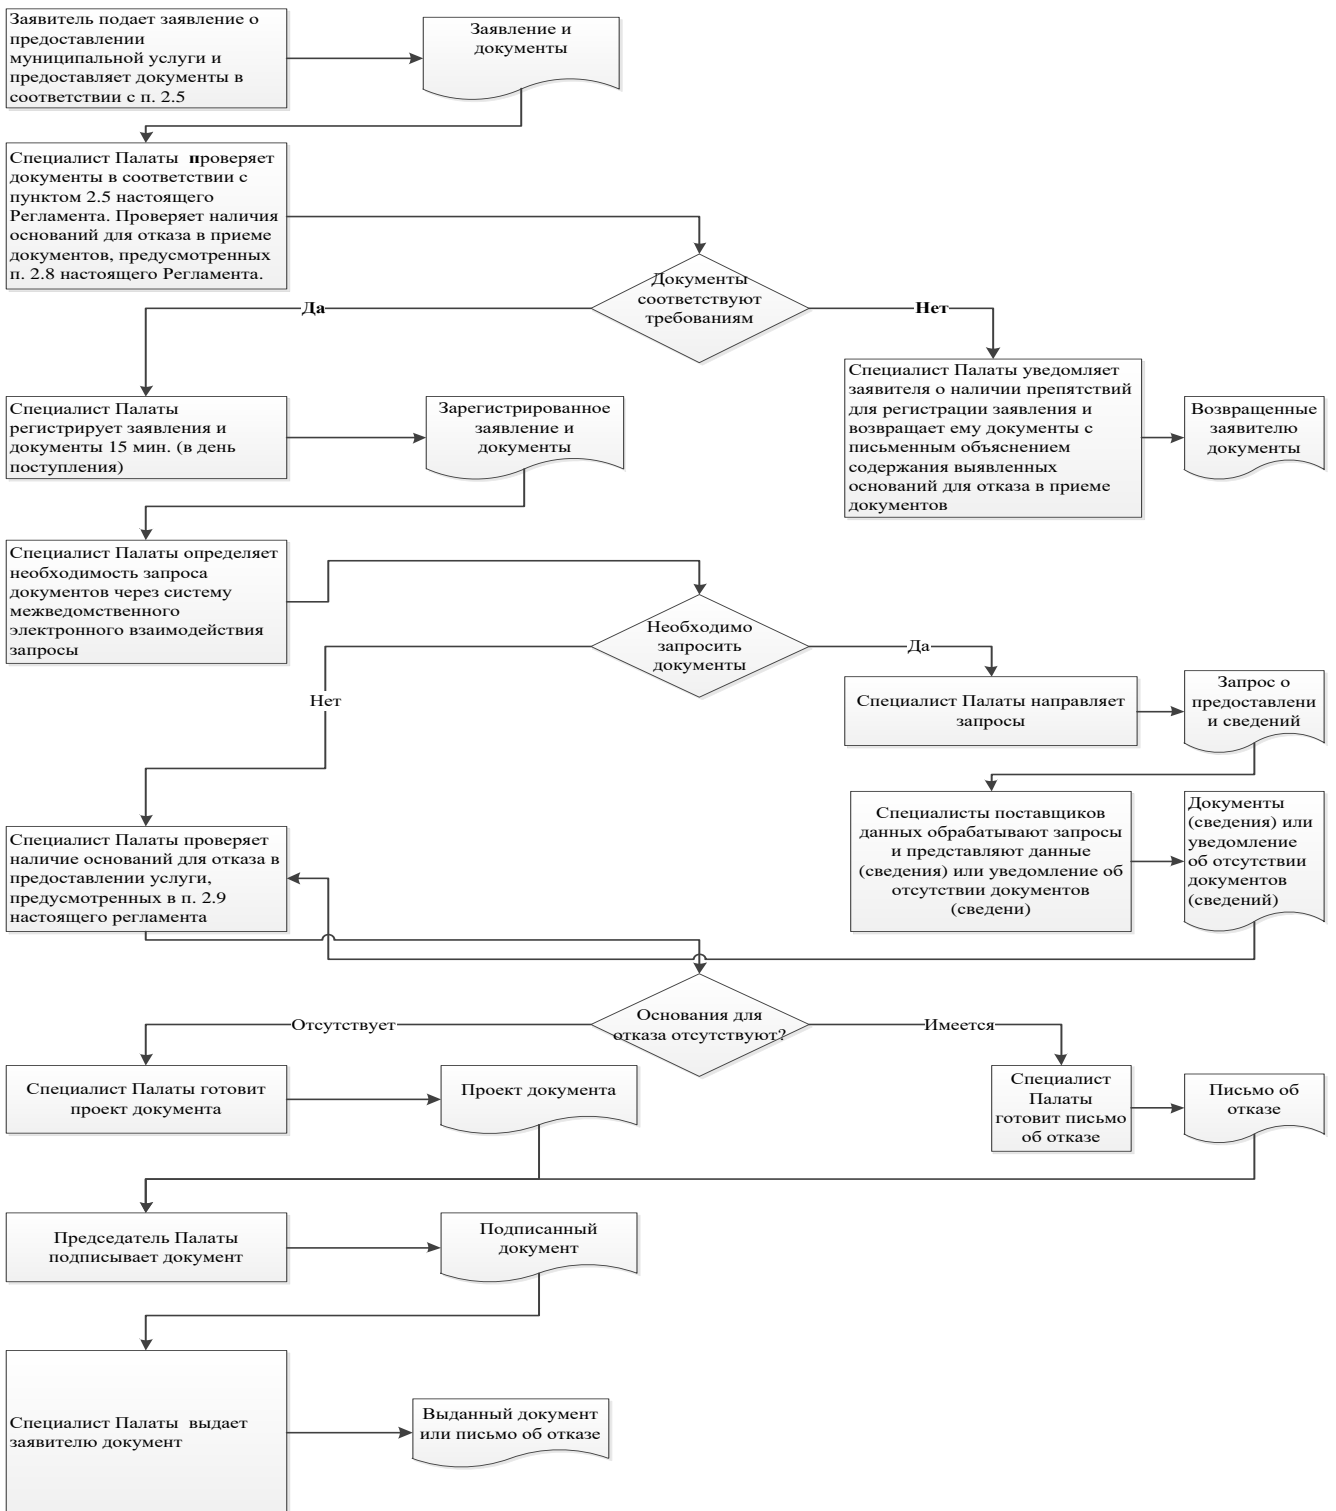 Заявитель подает заявление о
предоставлении
муниципальной услуги и
предоставляет документы в
соответствии с п. 2.5
Заявление и
документы
Специалист Палаты  проверяет
документы в соответствии с
пунктом 2.5 настоящего
Регламента. Проверяет наличия
оснований для отказа в приеме
документов, предусмотренных
п. 2.8 настоящего Регламента.
Документы
соответствуют
требованиям
Да
Нет
Специалист Палаты
регистрирует заявления и
документы 15 мин. (в день
поступления)
Зарегистрированное
заявление и
документы
Специалист Палаты уведомляет
заявителя о наличии препятствий
для регистрации заявления и
возвращает ему документы с
письменным объяснением
содержания выявленных
оснований для отказа в приеме
документов
Возвращенные
заявителю
документы
Специалист Палаты определяет
необходимость запроса
документов через систему
межведомственного
электронного взаимодействия
запросы
Необходимо
запросить
документы
Да
Нет
Специалист Палаты направляет
запросы
Запрос о
предоставлени
и сведений
Специалисты поставщиков
данных обрабатывают запросы
и представляют данные
(сведения) или уведомление об
отсутствии документов
(сведени)
Документы
(сведения) или
уведомление
об отсутствии
документов
(сведений)
Специалист Палаты проверяет
наличие оснований для отказа в
предоставлении услуги,
предусмотренных в п. 2.9
настоящего регламента
Основания для
отказа отсутствуют?
Отсутствует
Имеется
Специалист Палаты готовит
проект документа
Проект документа
Специалист
Палаты
готовит письмо
об отказе
Письмо об
отказе
Председатель Палаты
подписывает документ
Подписанный
документ
Специалист Палаты  выдает
заявителю документ
Выданный документ
или письмо об отказе